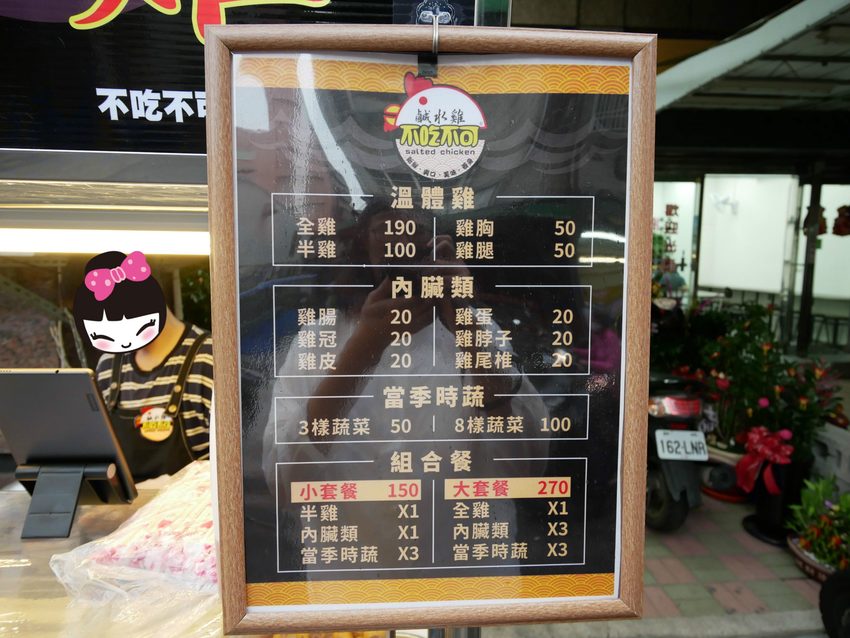 不吃不可
鹹水雞
不吃不可
salted chicken
溫體雞
全雞 190 雞胸 50
半雞 100 雞腿 50
內臟類
雞腸 20 雞蛋 20
雞冠 20 雞脖子 20
雞皮 20 雞尾椎 20
當季時蔬
3樣蔬菜 50 8樣蔬菜 100
組合餐
小套餐 150 大套餐 270
半雞 X1 全雞 X1
內臟類 X1 內臟類 X3
當季時蔬 X3 當季時蔬 X3
162-LNR